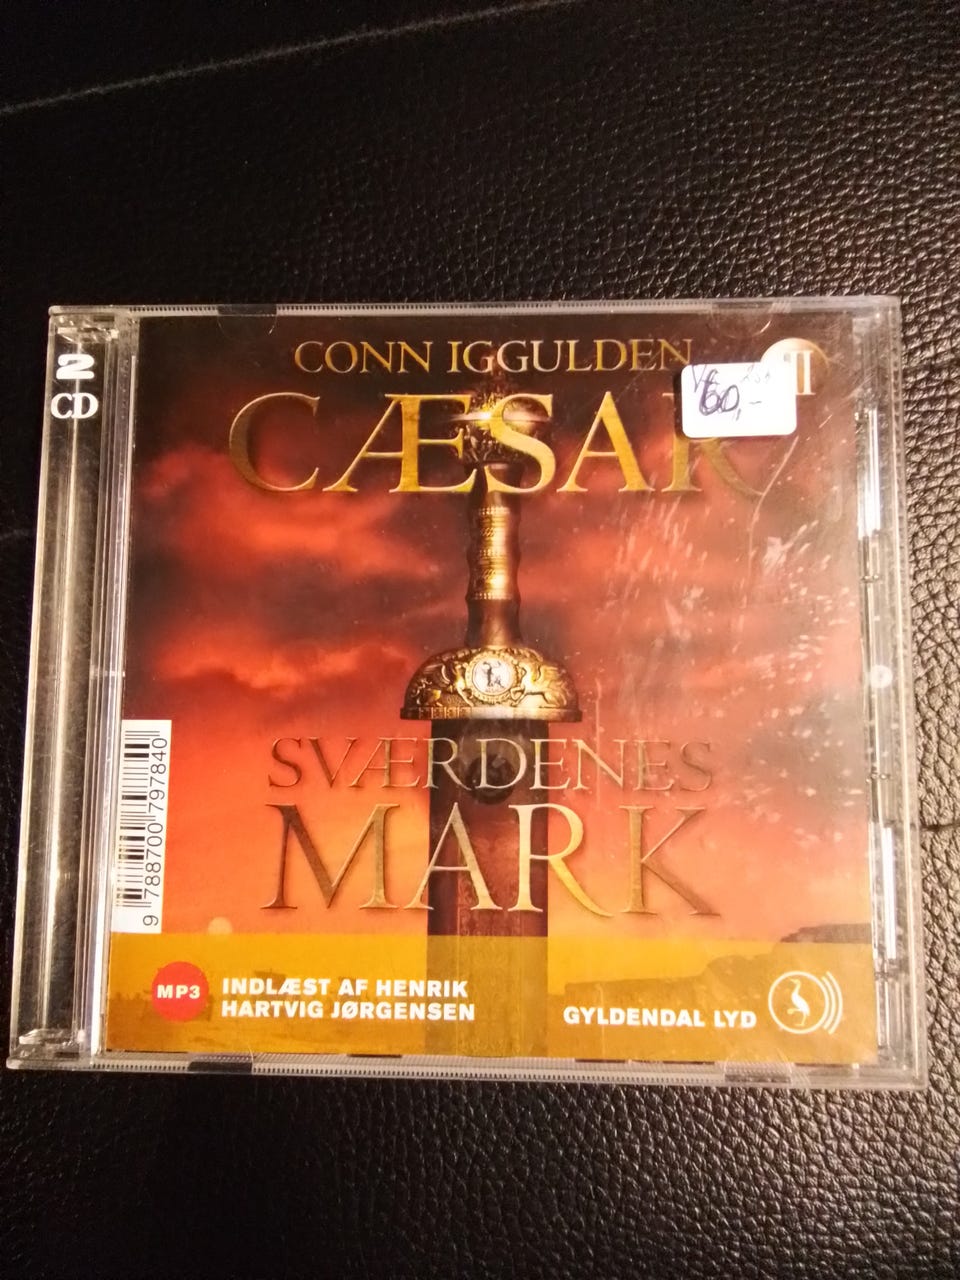 2
CD
CONN IGGULDEN
CÆSAR
60,-
SVÆRDENES
MARK
9 788700 797840
MP3
INDLÆST AF HENRIK
HARTVIG JØRGENSEN
GYLDENDAL LYD